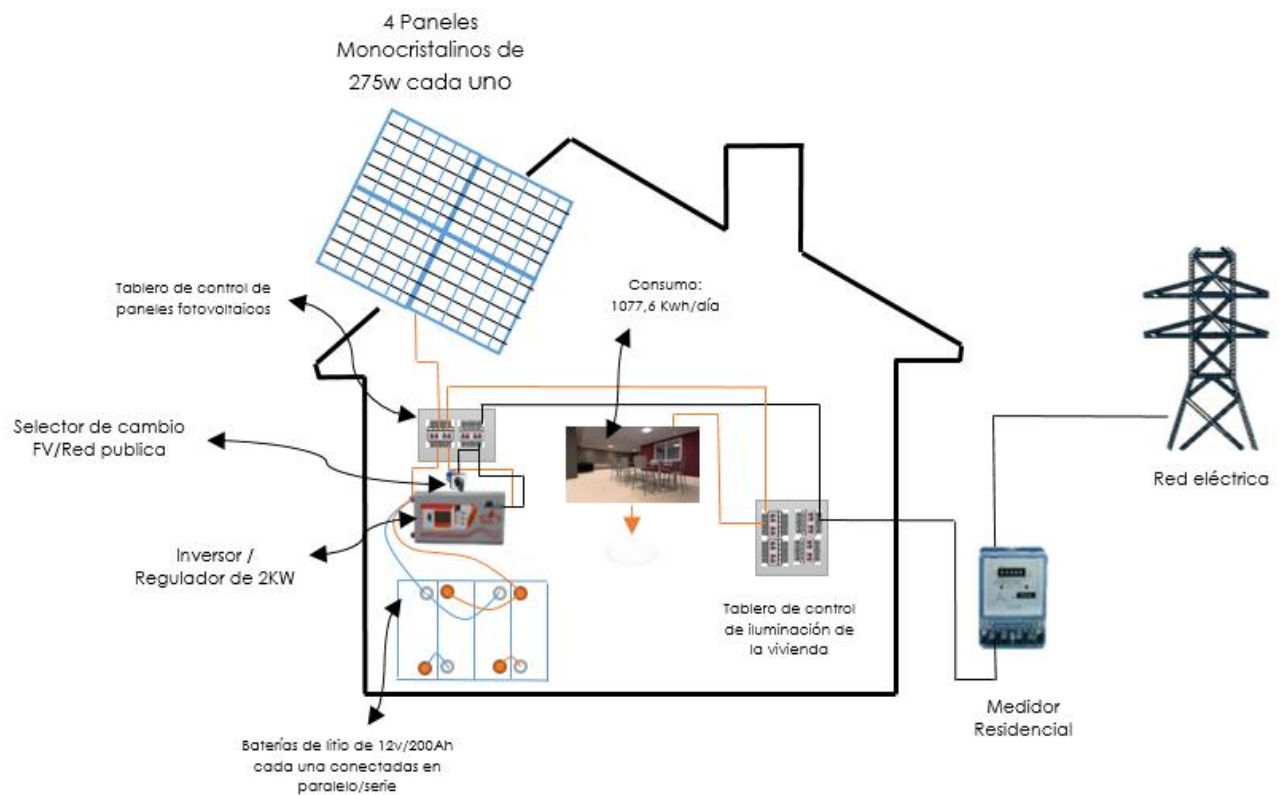 4 Paneles
Monocristalinos de
275w cada uno
Tablero de control de
paneles fotovoltaicos
Consumo:
1077,6 Kwh/día
Selector de cambio
FV/Red publica
Red eléctrica
Inversor /
Regulador de 2KW
Tablero de control
de iluminación de
la vivienda
Medidor
Residencial
Baterías de litio de 12v/200Ah
cada una conectadas en
paralelo/serie